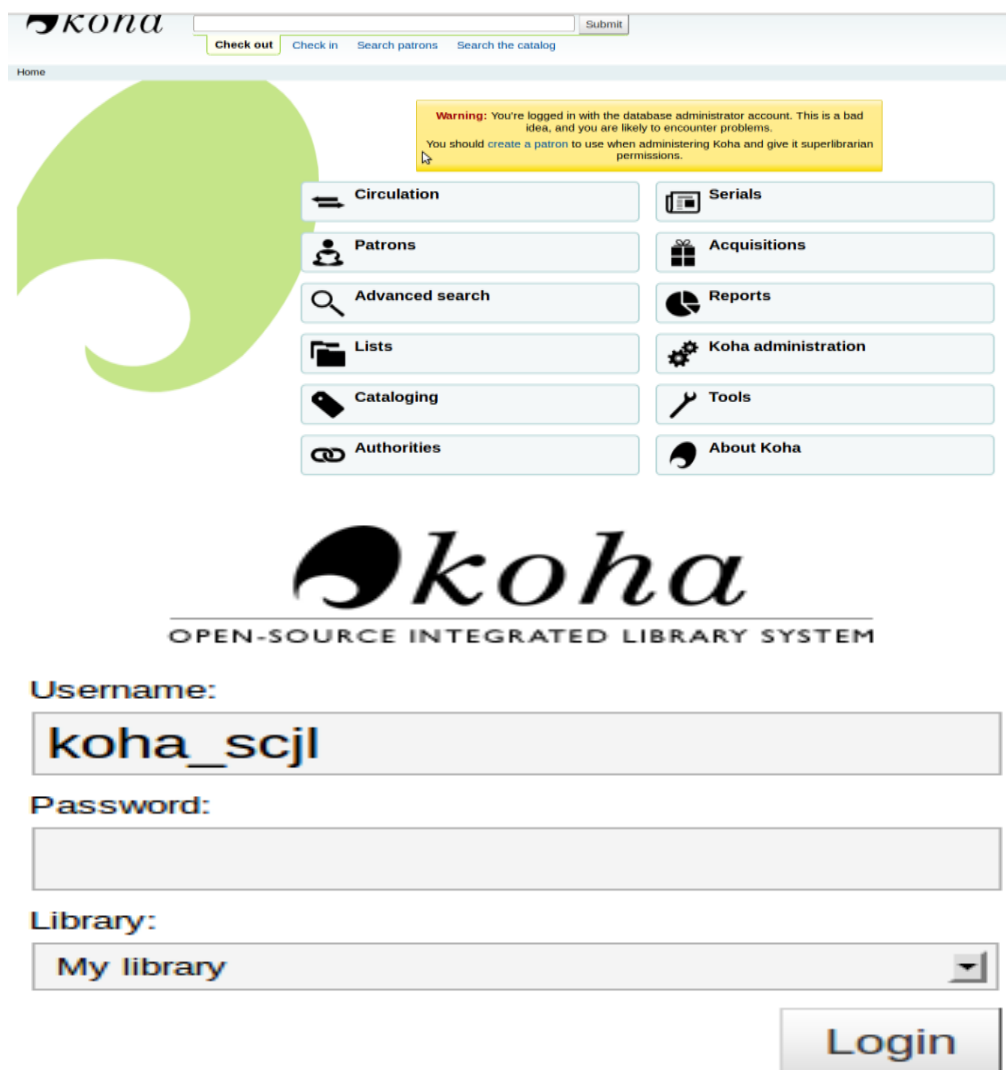 koha
Submit
Check out Check in Search patrons Search the catalog
Home
Warning: You're logged in with the database administrator account. This is a bad
idea, and you are likely to encounter problems.
You should create a patron to use when administering Koha and give it superlibrarian
permissions.
Circulation Serials
Patrons Acquisitions
Advanced search Reports
Lists Koha administration
Cataloging Tools
Authorities About Koha
koha
OPEN-SOURCE INTEGRATED LIBRARY SYSTEM
Username:
koha_scjl
Password:
Library:
My library
Login